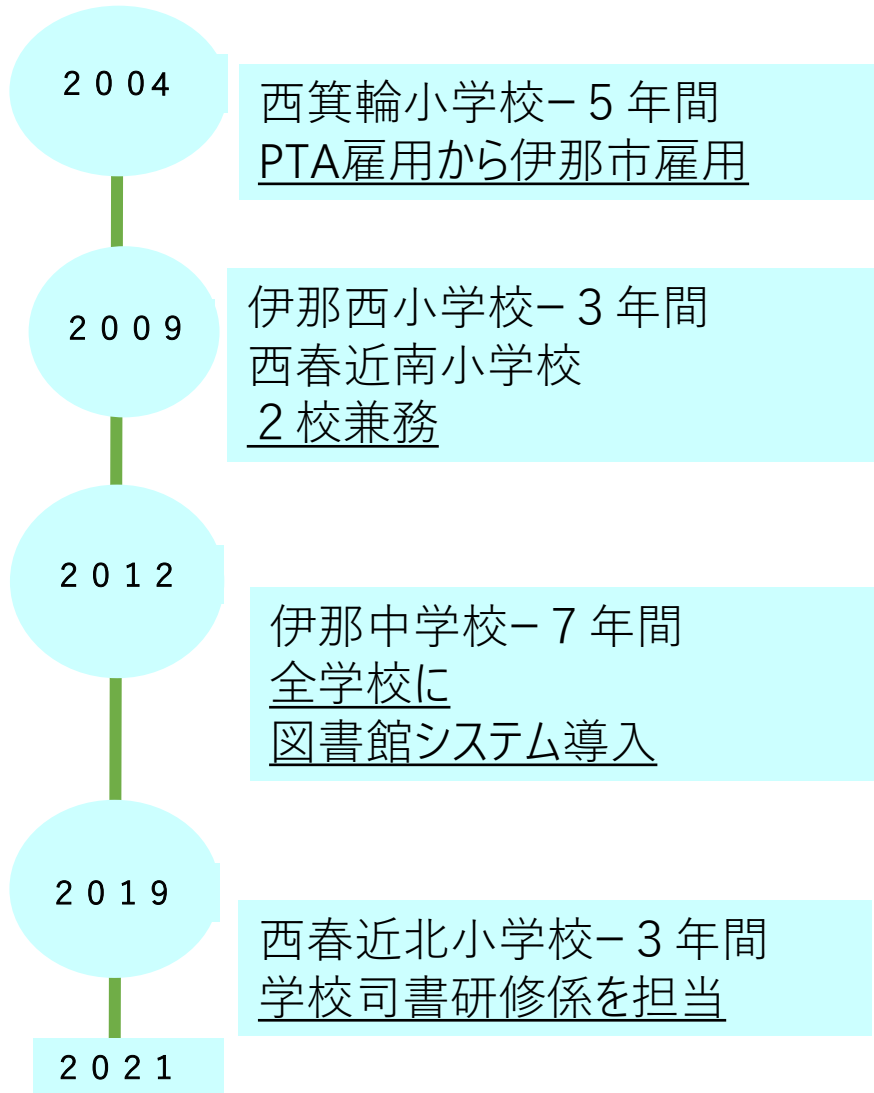 ２００４
西箕輪小学校ー５年間
PTA雇用から伊那市雇用
２００９
伊那西小学校ー３年間
西春近南小学校
２校兼務
２０１２
伊那中学校ー７年間
全学校に
図書館システム導入
２０１９
西春近北小学校ー３年間
学校司書研修係を担当
２０２１